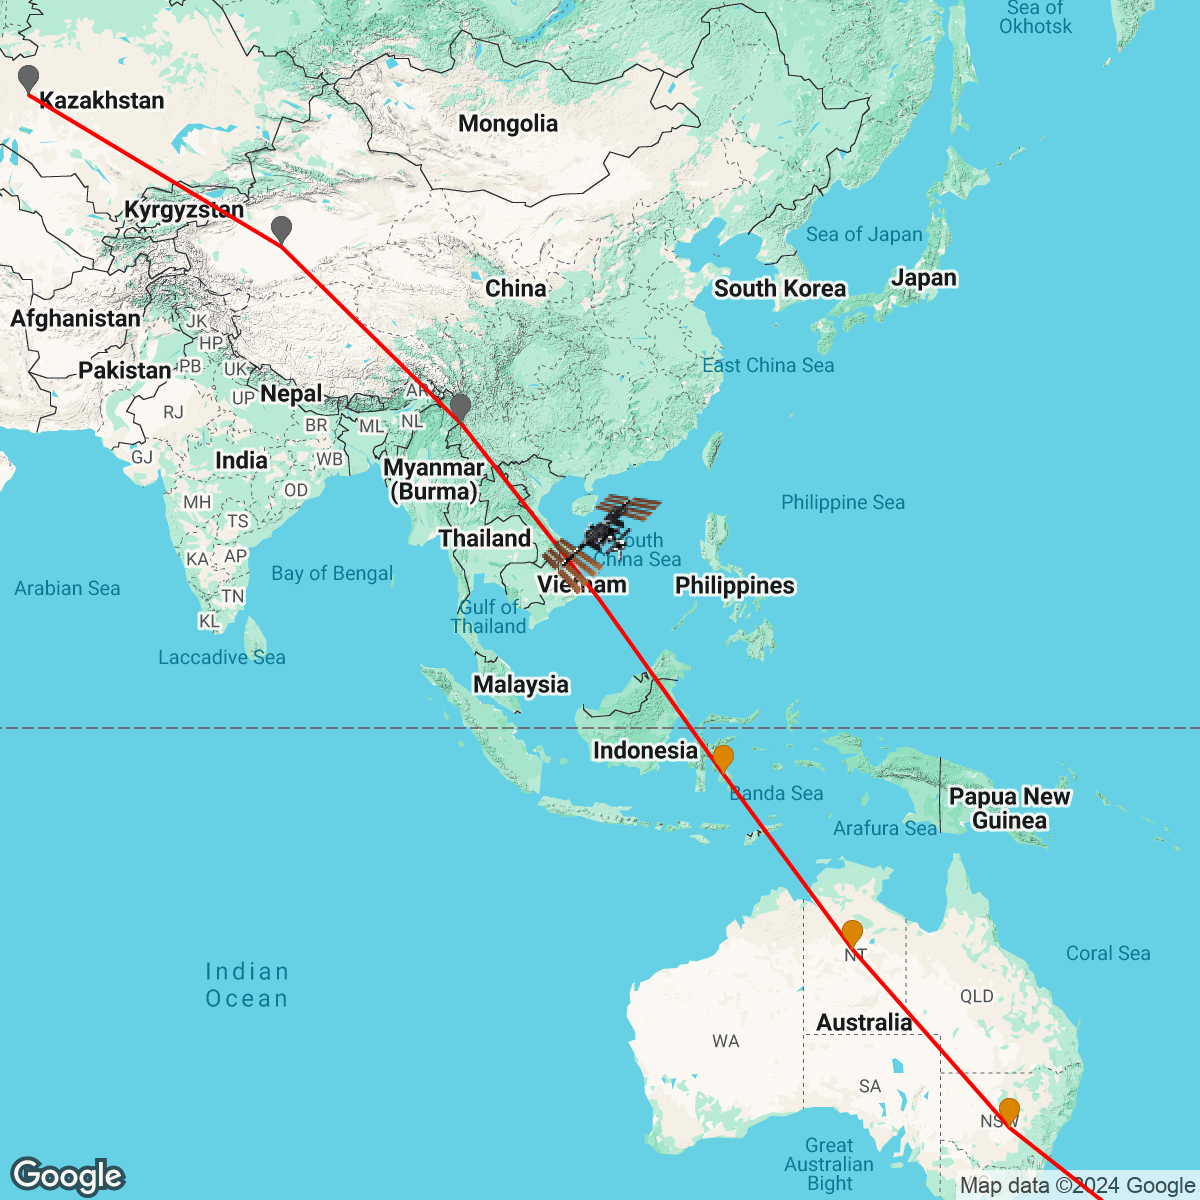 Sea of
Okhotsk
Kazakhstan
Mongolia
Kyrgyzstan
Sea of Japan
Japan
China
South Korea
Afghanistan
JK
HP
Pakistan
PB
UK
East China Sea
Nepal
UP
AR
RJ
BR
ML
NL
GJ
India
WB
Myanmar
(Burma)
OD
MH
Philippine Sea
TS
Thailand
South
China Sea
KA
AP
Bay of Bengal
Arabian Sea
Vietnam
Philippines
TN
Gulf of
Thailand
KL
Laccadive Sea
Malaysia
Indonesia
Banda Sea
Papua New
Guinea
Arafura Sea
NT
Coral Sea
Indian
Ocean
QLD
Australia
WA
SA
NSW
Great
Australian
Bight
Google
Map data ©2024 Google